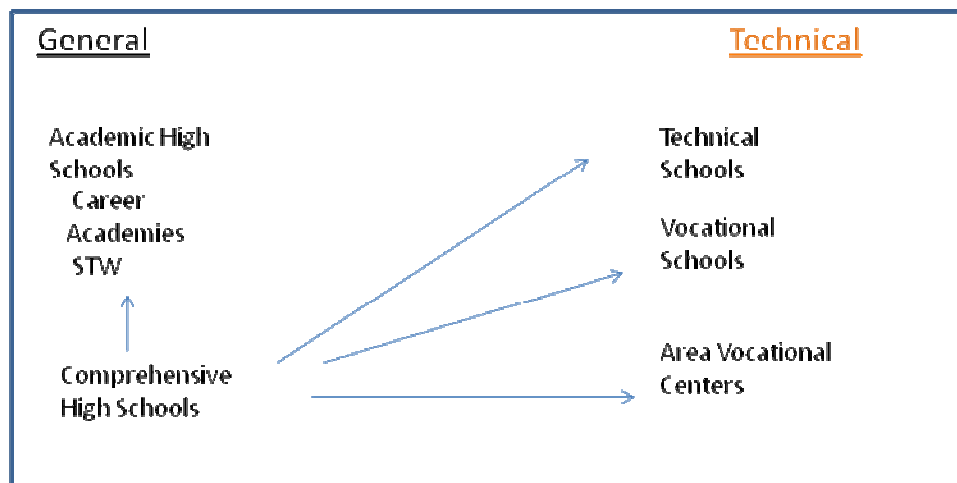 General
Technical
Academic High
Schools
Career
Academies
STW
Technical
Schools
Vocational
Schools
Comprehensive
High Schools
Area Vocational
Centers